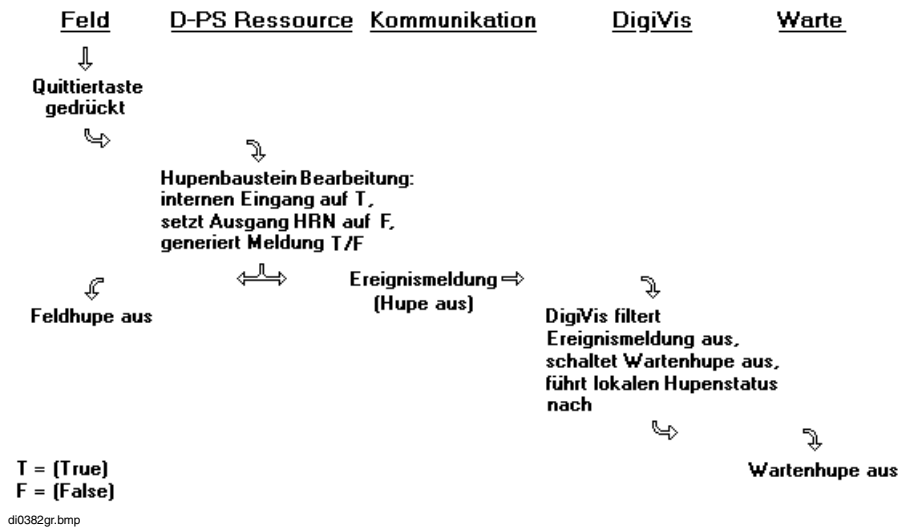 Feld D-PS Ressource Kommunikation DigiVis Warte
Quittiertaste
gedrückt
Hupenbaustein Bearbeitung:
internen Eingang auf T,
setzt Ausgang HRN auf F,
generiert Meldung T/F
Feldhupe aus
Ereignismeldung
(Hupe aus)
DigiVis filtert
Ereignismeldung aus,
schaltet Wartenhupe aus,
führt lokalen Hupenstatus
nach
Wartenhupe aus
T = (True)
F = (False)
di0382gr.bmp